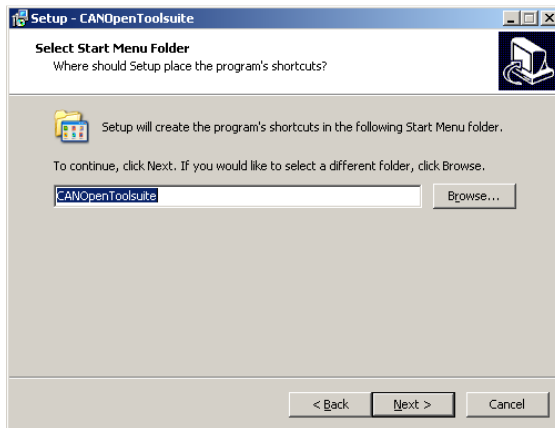 Setup - CANOpenToolsuite
Select Start Menu Folder
Where should Setup place the program's shortcuts?
Setup will create the program's shortcuts in the following Start Menu folder.
To continue, click Next. If you would like to select a different folder, click Browse.
CANOpenToolsuite
Browse...
< Back
Next >
Cancel